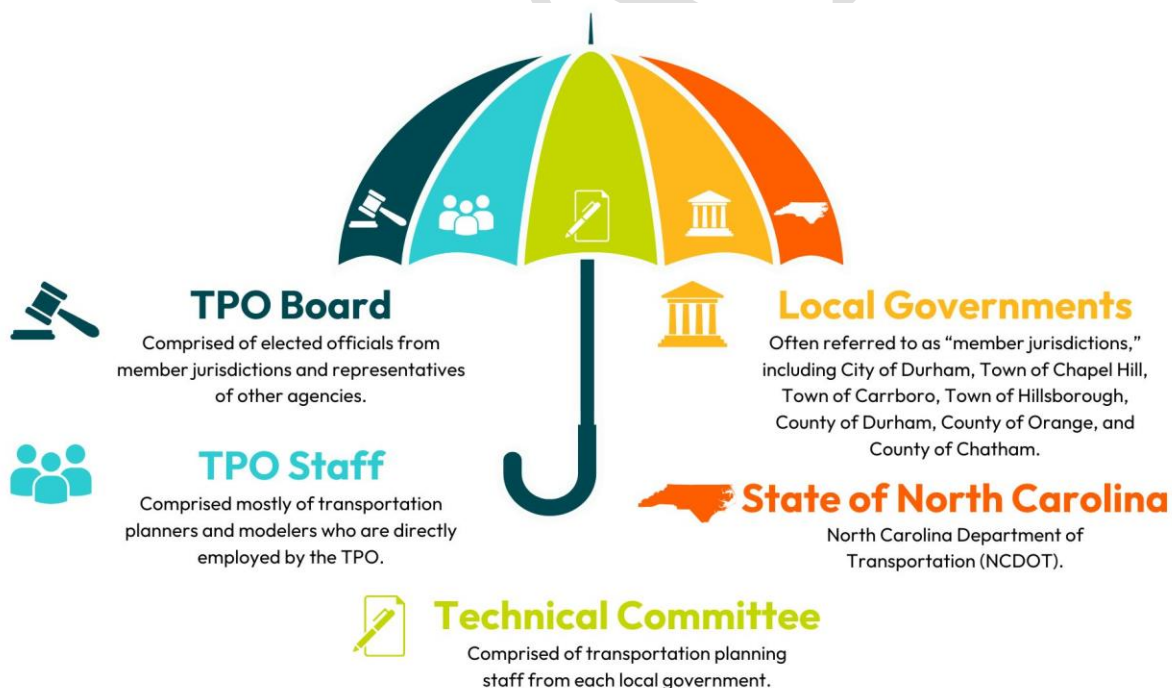 TPO Board
Comprised of elected officials from
member jurisdictions and representatives
of other agencies.
TPO Staff
Comprised mostly of transportation
planners and modelers who are directly
employed by the TPO.
Local Governments
Often referred to as “member jurisdictions,”
including City of Durham, Town of Chapel Hill,
Town of Carrboro, Town of Hillsborough,
County of Durham, County of Orange, and
County of Chatham.
State of North Carolina
North Carolina Department of
Transportation (NCDOT).
Technical Committee
Comprised of transportation planning
staff from each local government.